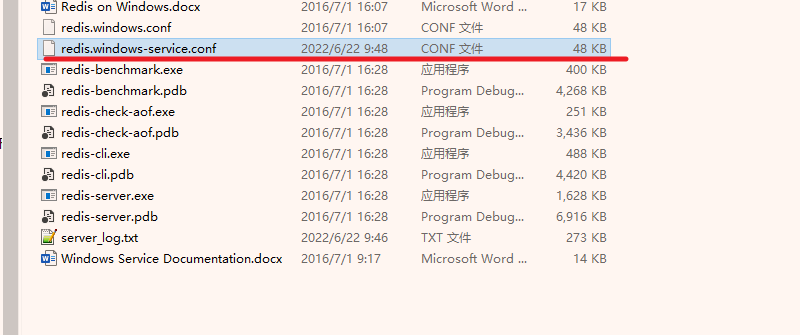 Redis on Windows.docx 2016/7/1 16:07 Microsoft Word ... 17 KB
redis.windows.conf 2016/7/1 16:07 CONF 文件 48 KB
redis.windows-service.conf 2022/6/22 9:48 CONF 文件 48 KB
redis-benchmark.exe 2016/7/1 16:28 应用程序 400 KB
redis-benchmark.pdb 2016/7/1 16:28 Program Debug... 4,268 KB
redis-check-aof.exe 2016/7/1 16:28 应用程序 251 KB
redis-check-aof.pdb 2016/7/1 16:28 Program Debug... 3,436 KB
redis-cli.exe 2016/7/1 16:28 应用程序 488 KB
redis-cli.pdb 2016/7/1 16:28 Program Debug... 4,420 KB
redis-server.exe 2016/7/1 16:28 应用程序 1,628 KB
redis-server.pdb 2016/7/1 16:28 Program Debug... 6,916 KB
server_log.txt 2022/6/22 9:46 TXT 文件 273 KB
Windows Service Documentation.docx 2016/7/1 9:17 Microsoft Word ... 14 KB